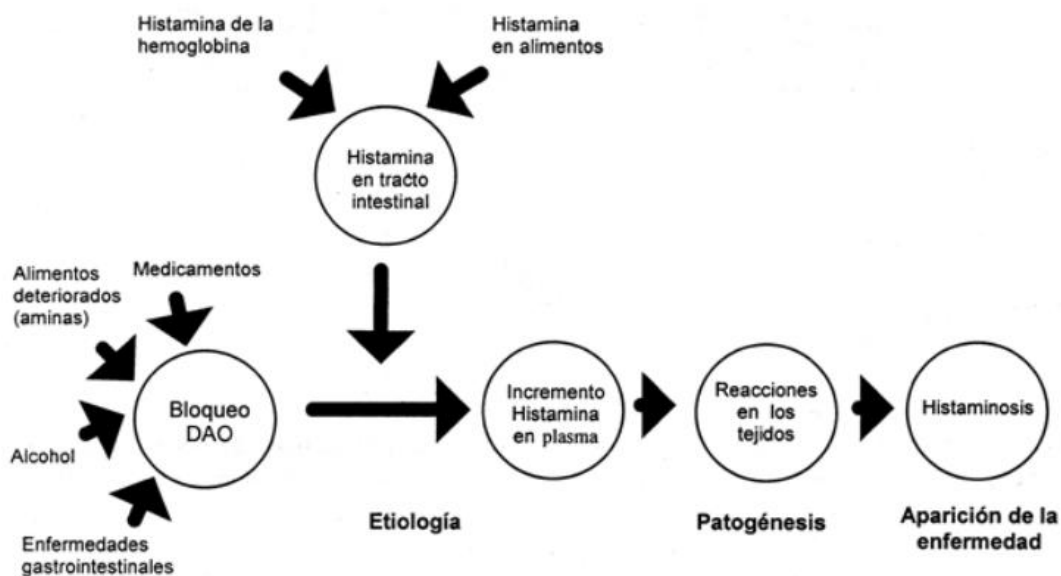 Histamina de la
hemoglobina
Histamina
en alimentos
Histamina
en tracto
intestinal
Alimentos
deteriorados
(aminas)
Medicamentos
Bloqueo
DAO
Alcohol
Enfermedades
gastrointestinales
Incremento
Histamina
en plasma
Reacciones
en los
tejidos
Histaminosis
Etiología
Patogénesis
Aparición de la
enfermedad